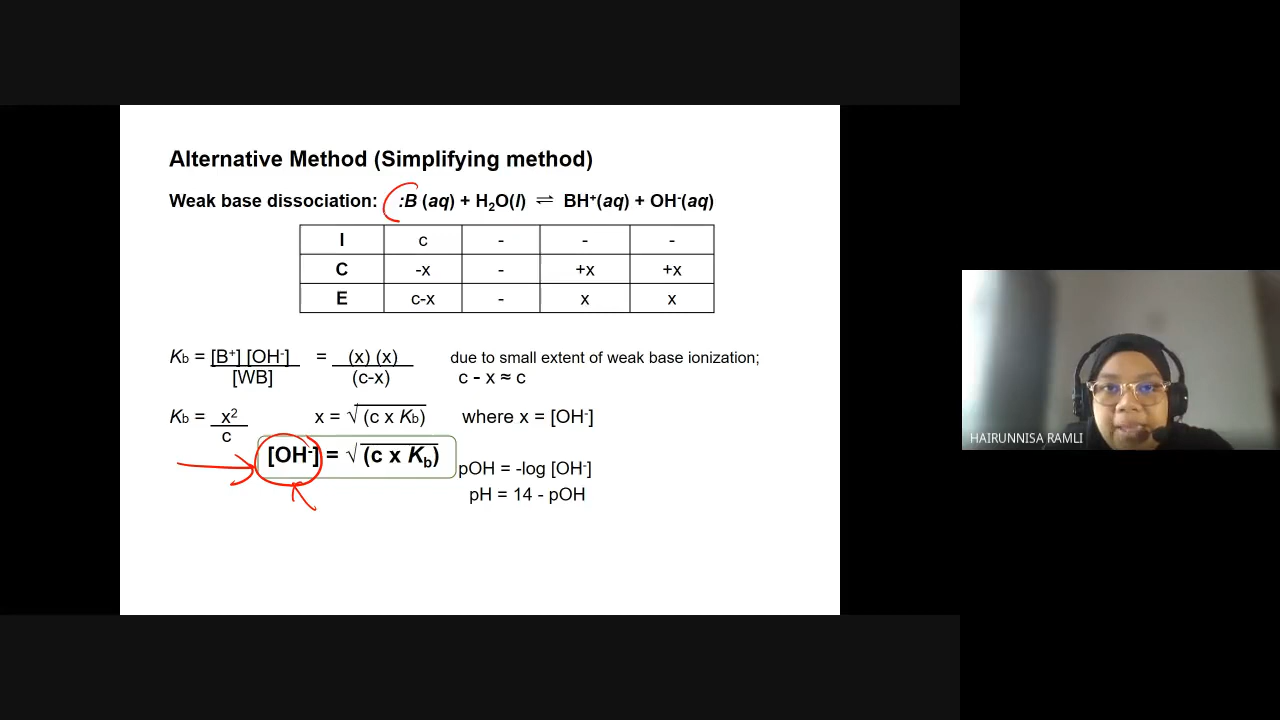 Alternative Method (Simplifying method)
Weak base dissociation: :B (aq) + H₂O(l) ⇌ BH⁺(aq) + OH⁻(aq)
I c - - -
C -x - +x +x
E c-x - x x
Kb = [B⁺] [OH⁻] = (x) (x) due to small extent of weak base ionization;
[WB] (c-x) c - x ≈ c
Kb = x² x = √(c x Kb) where x = [OH⁻]
c
[OH⁻] = √(c x Kb)
pOH = -log [OH⁻]
pH = 14 - pOH
HAIRUNNISA RAMLI